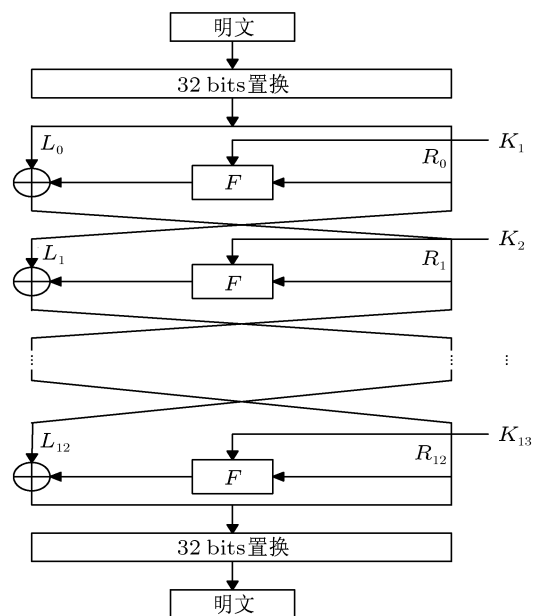 明文
32 bits置换
L₀
K₁
R₀
F
L₁
K₂
R₁
F
⋮ ⋮ ⋮
L₁₂
K₁₃
R₁₂
F
32 bits置换
明文